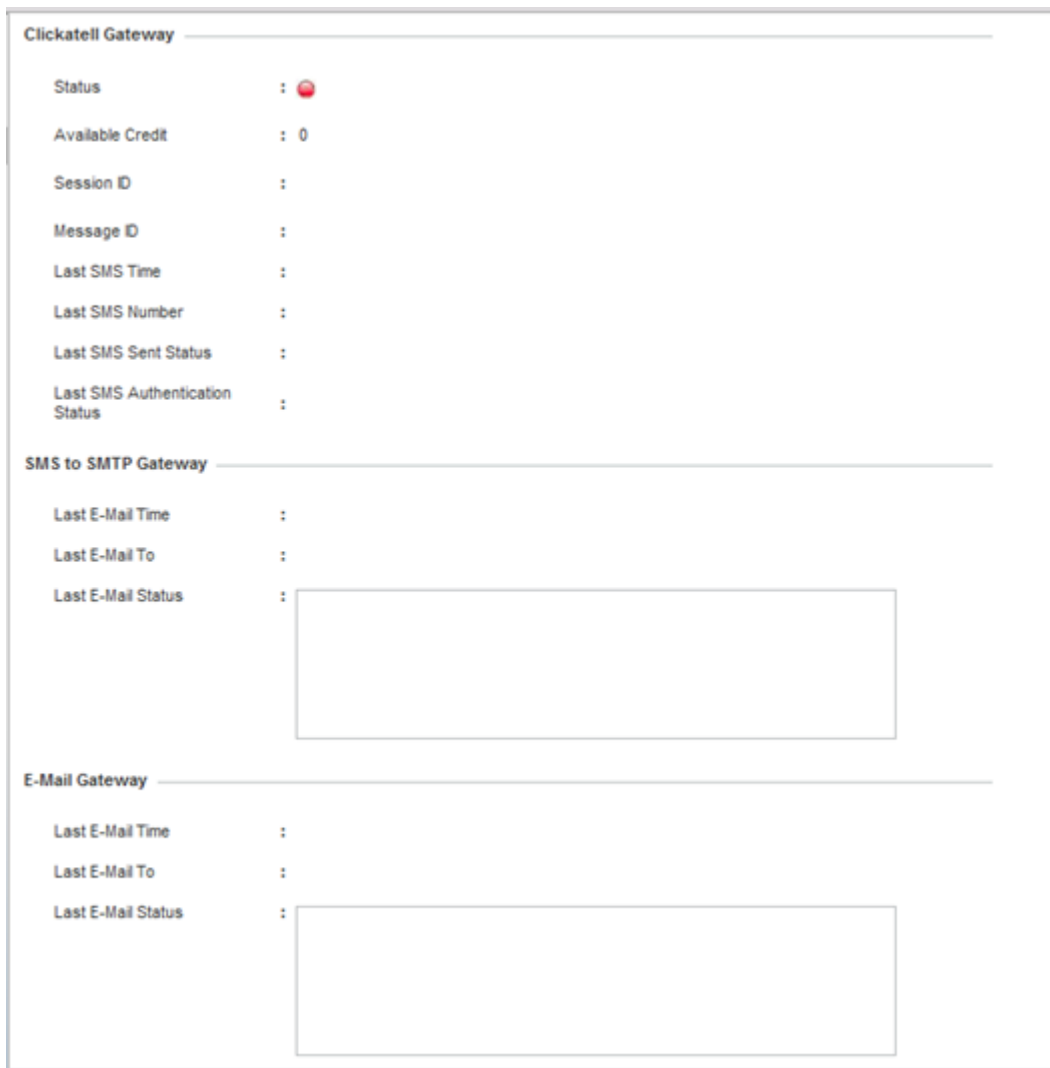 Clickatell Gateway
Status :
Available Credit : 0
Session ID :
Message ID :
Last SMS Time :
Last SMS Number :
Last SMS Sent Status :
Last SMS Authentication
Status :
SMS to SMTP Gateway
Last E-Mail Time :
Last E-Mail To :
Last E-Mail Status :
E-Mail Gateway
Last E-Mail Time :
Last E-Mail To :
Last E-Mail Status :